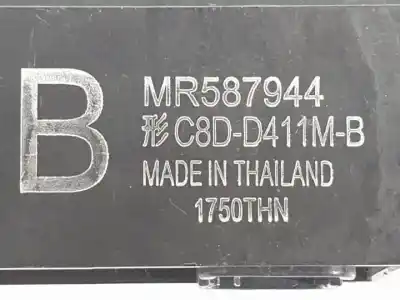 B
MR587944
形 C8D-D411M-B
MADE IN THAILAND
1750THN